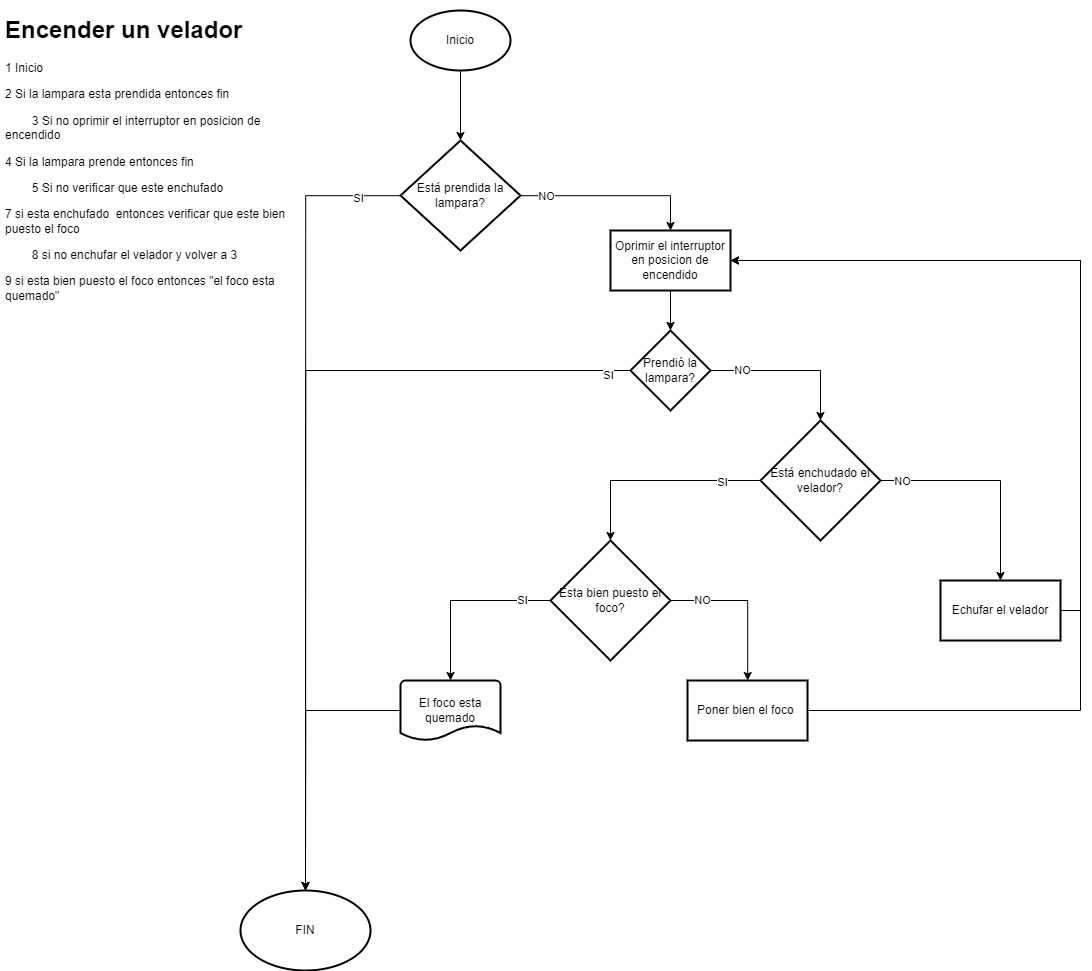 Encender un velador
1 Inicio
2 Si la lampara esta prendida entonces fin
3 Si no oprimir el interruptor en posicion de
encendido
4 Si la lampara prende entonces fin
5 Si no verificar que este enchufado
7 si esta enchufado  entonces verificar que este bien
puesto el foco
8 si no enchufar el velador y volver a 3
9 si esta bien puesto el foco entonces "el foco esta
quemado"
Inicio
Está prendida la
lampara?
SI
NO
Oprimir el interruptor
en posicion de
encendido
Prendió la
lampara?
SI
NO
Está enchudado el
velador?
SI
NO
Esta bien puesto el
foco?
SI
NO
Echufar el velador
El foco esta
quemado
Poner bien el foco
FIN